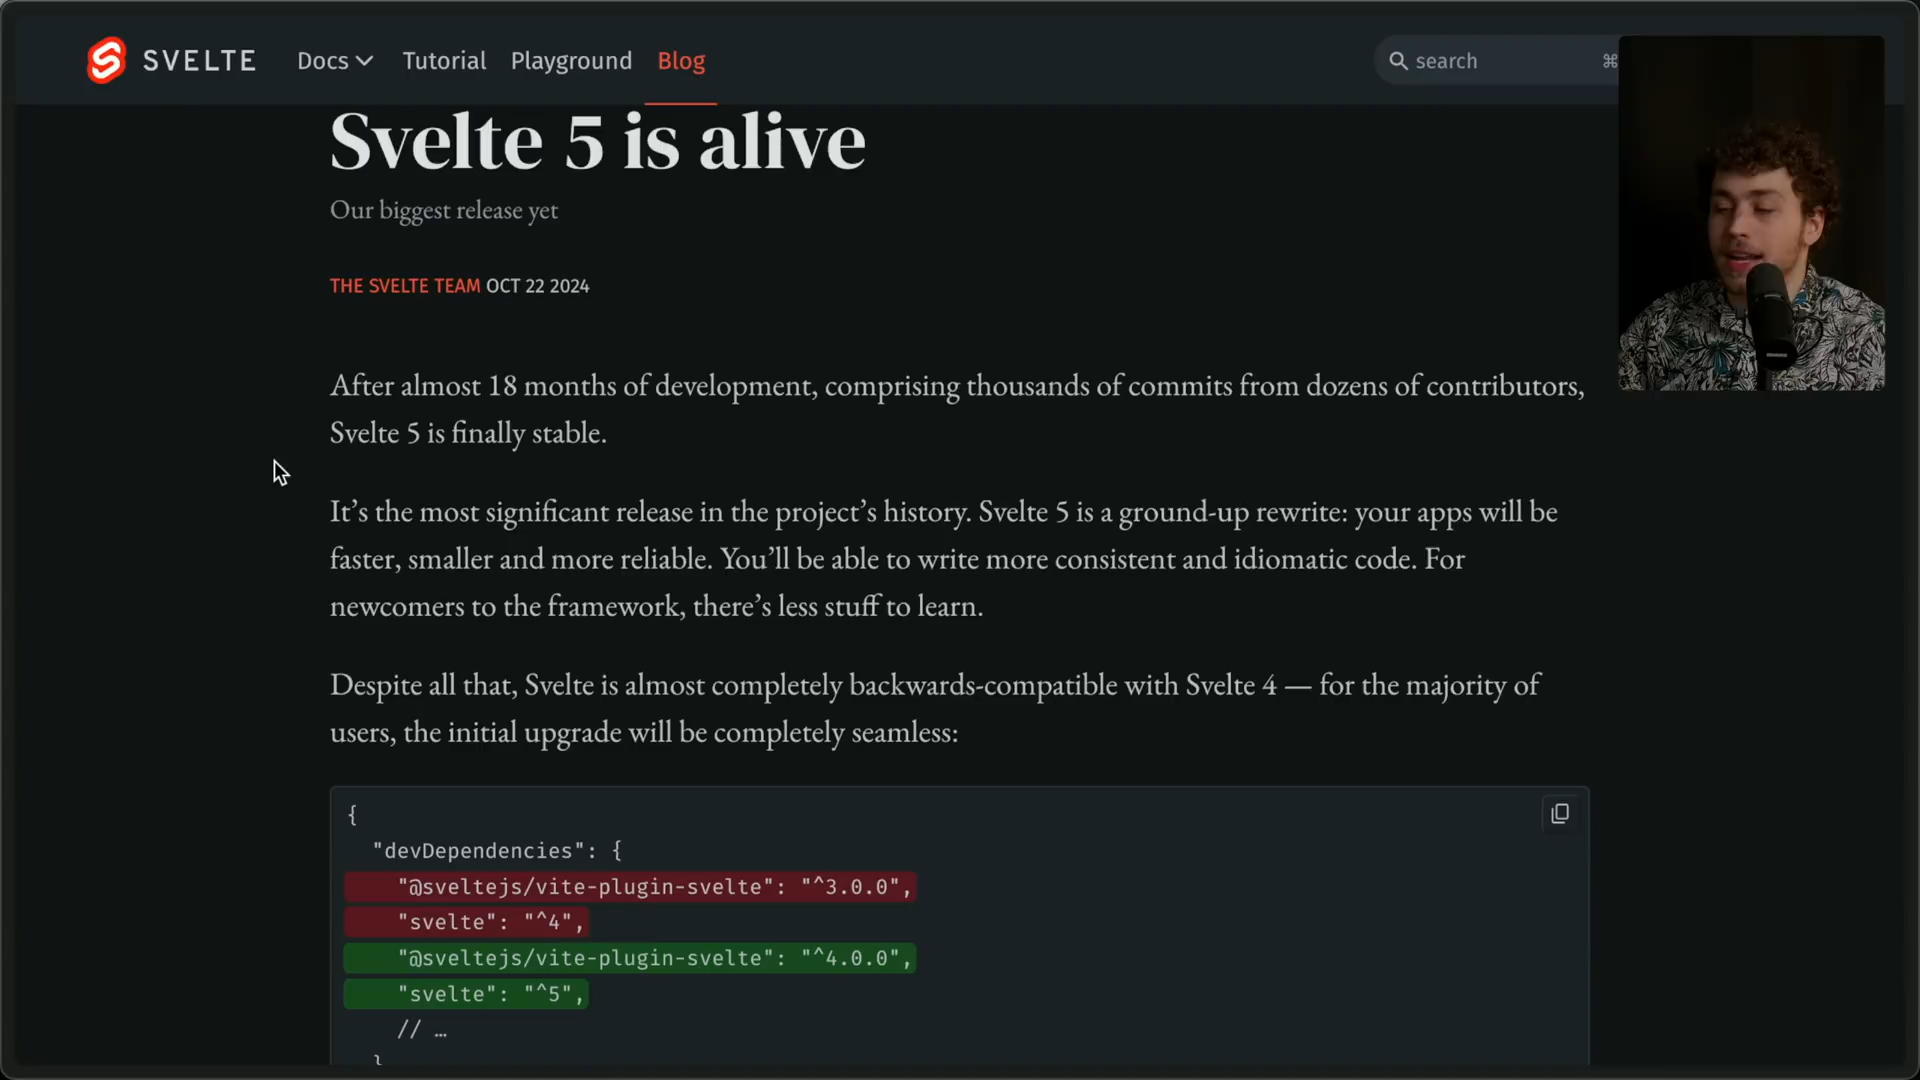 SVELTE Docs Tutorial Playground Blog search ⌘
Svelte 5 is alive
Our biggest release yet
THE SVELTE TEAM OCT 22 2024
After almost 18 months of development, comprising thousands of commits from dozens of contributors,
Svelte 5 is finally stable.
It’s the most significant release in the project’s history. Svelte 5 is a ground-up rewrite: your apps will be
faster, smaller and more reliable. You’ll be able to write more consistent and idiomatic code. For
newcomers to the framework, there’s less stuff to learn.
Despite all that, Svelte is almost completely backwards-compatible with Svelte 4 — for the majority of
users, the initial upgrade will be completely seamless:
{
"devDependencies": {
"@sveltejs/vite-plugin-svelte": "^3.0.0",
"svelte": "^4",
"@sveltejs/vite-plugin-svelte": "^4.0.0",
"svelte": "^5",
// …
}